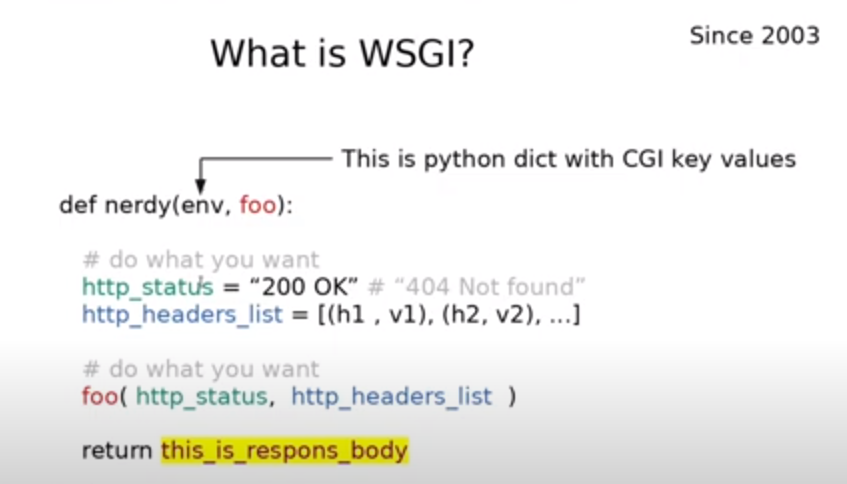 What is WSGI?
Since 2003
This is python dict with CGI key values
def nerdy(env, foo):
# do what you want
http_status = “200 OK” # “404 Not found”
http_headers_list = [(h1 , v1), (h2, v2), ...]
# do what you want
foo( http_status, http_headers_list )
return this_is_respons_body